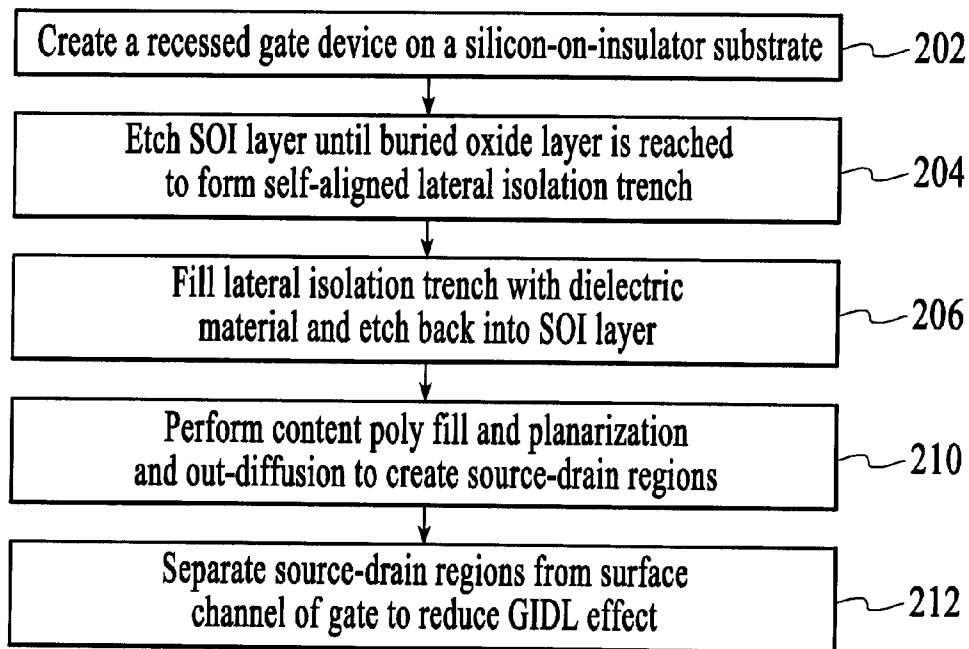 Create a recessed gate device on a silicon-on-insulator substrate
202
Etch SOI layer until buried oxide layer is reached
to form self-aligned lateral isolation trench
204
Fill lateral isolation trench with dielectric
material and etch back into SOI layer
206
Perform content poly fill and planarization
and out-diffusion to create source-drain regions
210
Separate source-drain regions from surface
channel of gate to reduce GIDL effect
212